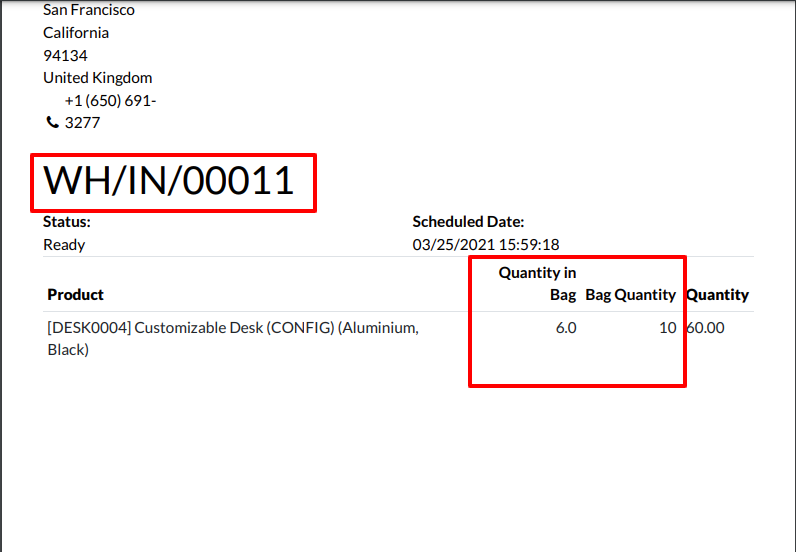 San Francisco
California
94134
United Kingdom
+1 (650) 691-
3277
WH/IN/00011
Status: Scheduled Date:
Ready 03/25/2021 15:59:18
Quantity in
Product Bag Bag Quantity Quantity
[DESK0004] Customizable Desk (CONFIG) (Aluminium, 6.0 10 60.00
Black)